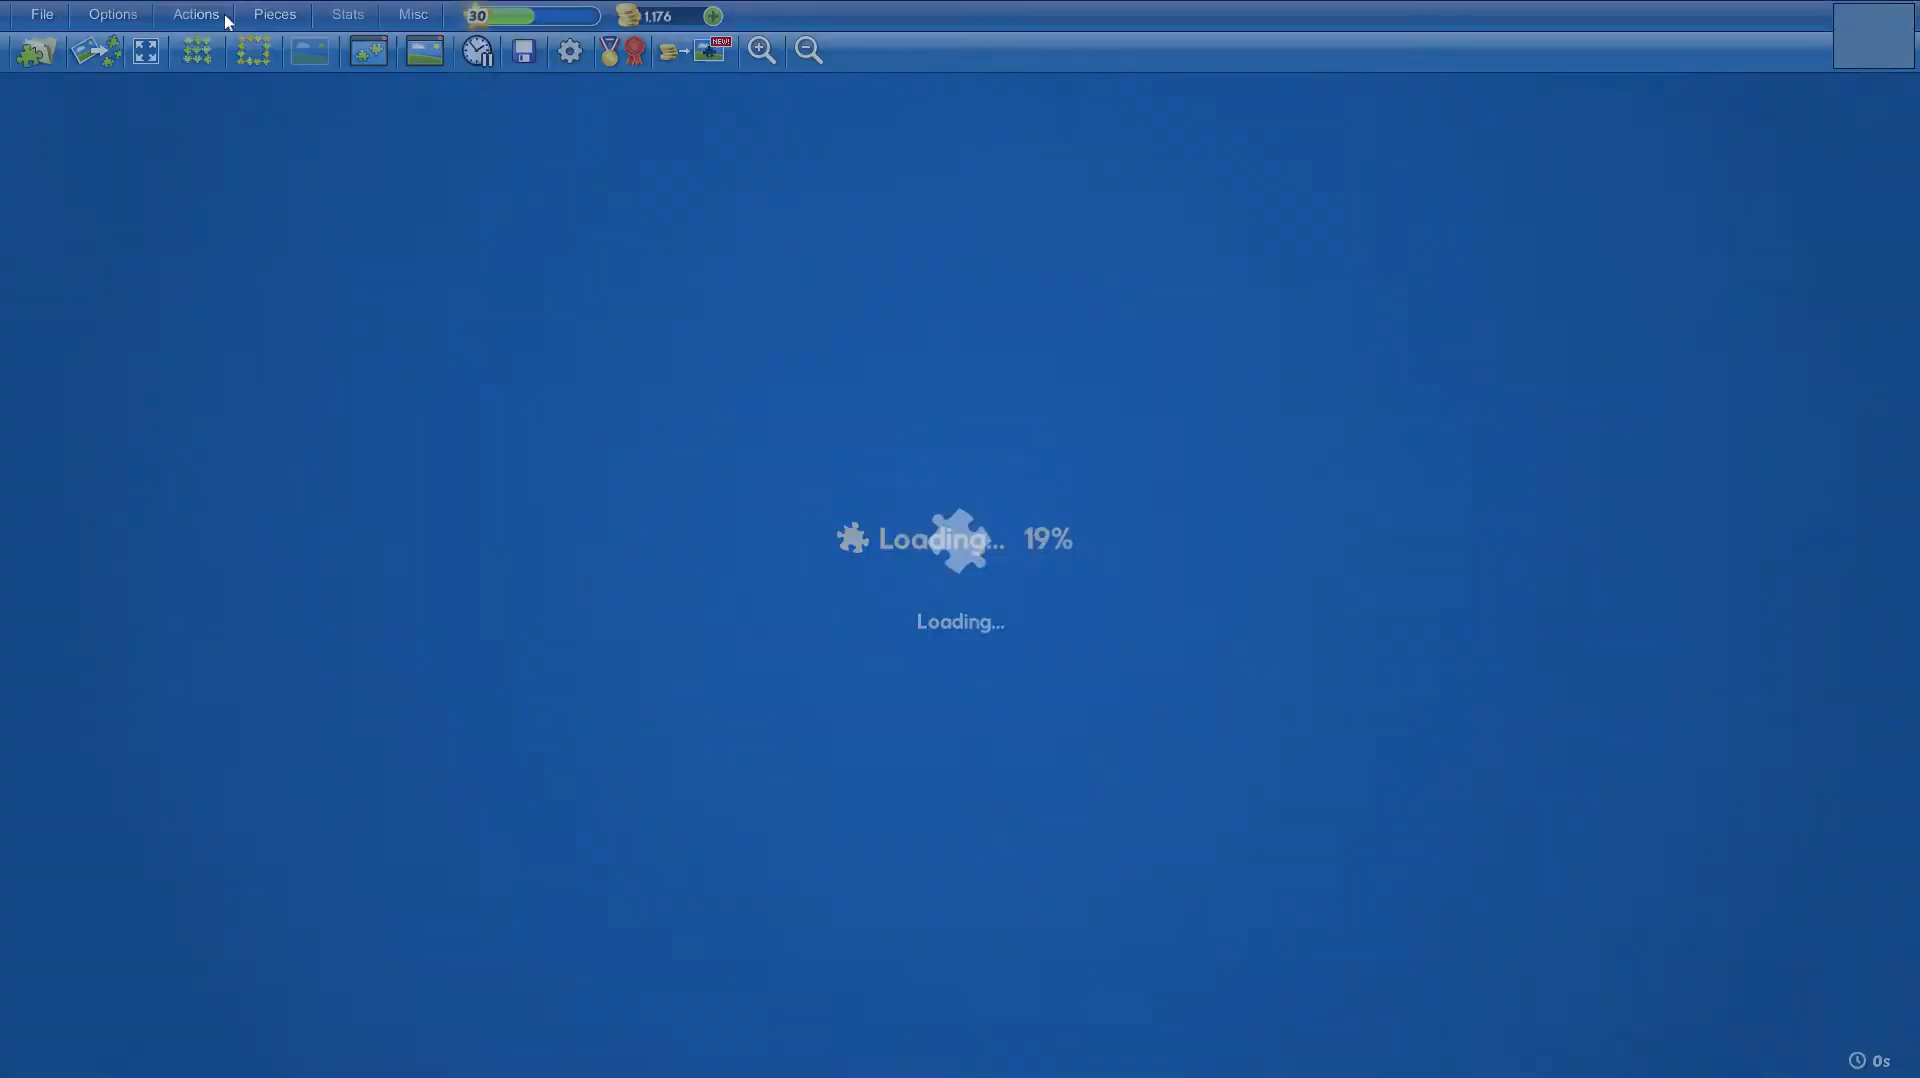 File Options Actions Pieces Stats Misc 30 1,176
NEW!
Loading... 19%
Loading...
0s